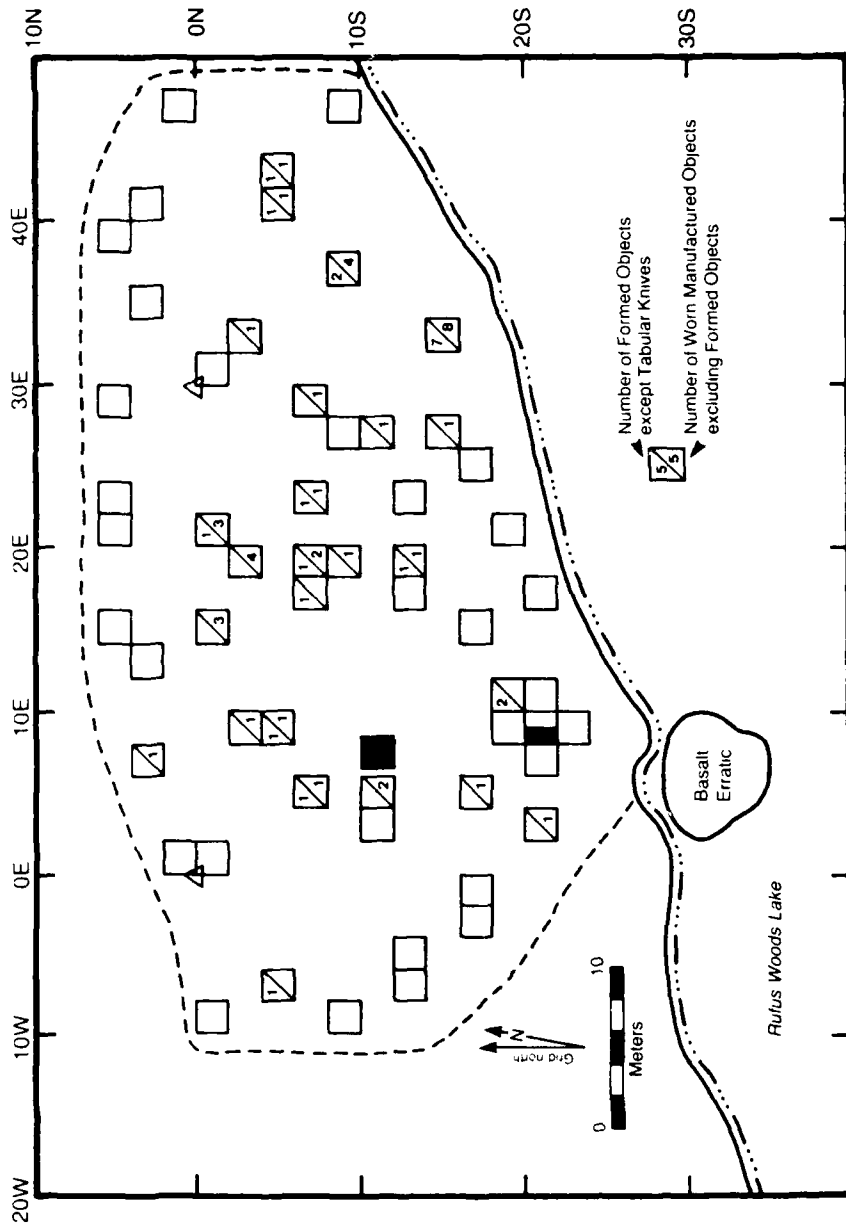 20W 10W 0E 10E 20E 30E 40E
10N
1
0N
3 1 3
1 4 1
1 1 1 1 1 1 1
1 1 1 1 2 1 1 1
1 2 4
2 1
10S
1 1
1 7 8
1
2
1
20S
30S
Grid north
N
0 10
Meters
Basalt
Erratic
Rufus Woods Lake
Number of Formed Objects
except Tabular Knives
5 5
Number of Worn Manufactured Objects
excluding Formed Objects